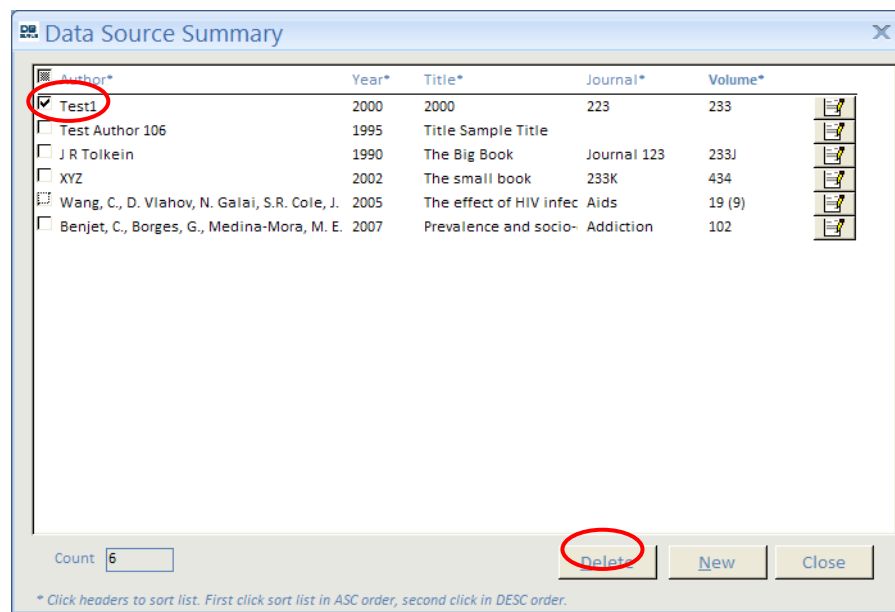 Data Source Summary
Author* Year* Title* Journal* Volume*
Test1 2000 2000 223 233
Test Author 106 1995 Title Sample Title
J R Tolkein 1990 The Big Book Journal 123 233J
XYZ 2002 The small book 233K 434
Wang, C., D. Vlahov, N. Galai, S.R. Cole, J. 2005 The effect of HIV infec Aids 19 (9)
Benjet, C., Borges, G., Medina-Mora, M. E. 2007 Prevalence and socio- Addiction 102
Count 6 Delete New Close
* Click headers to sort list. First click sort list in ASC order, second click in DESC order.